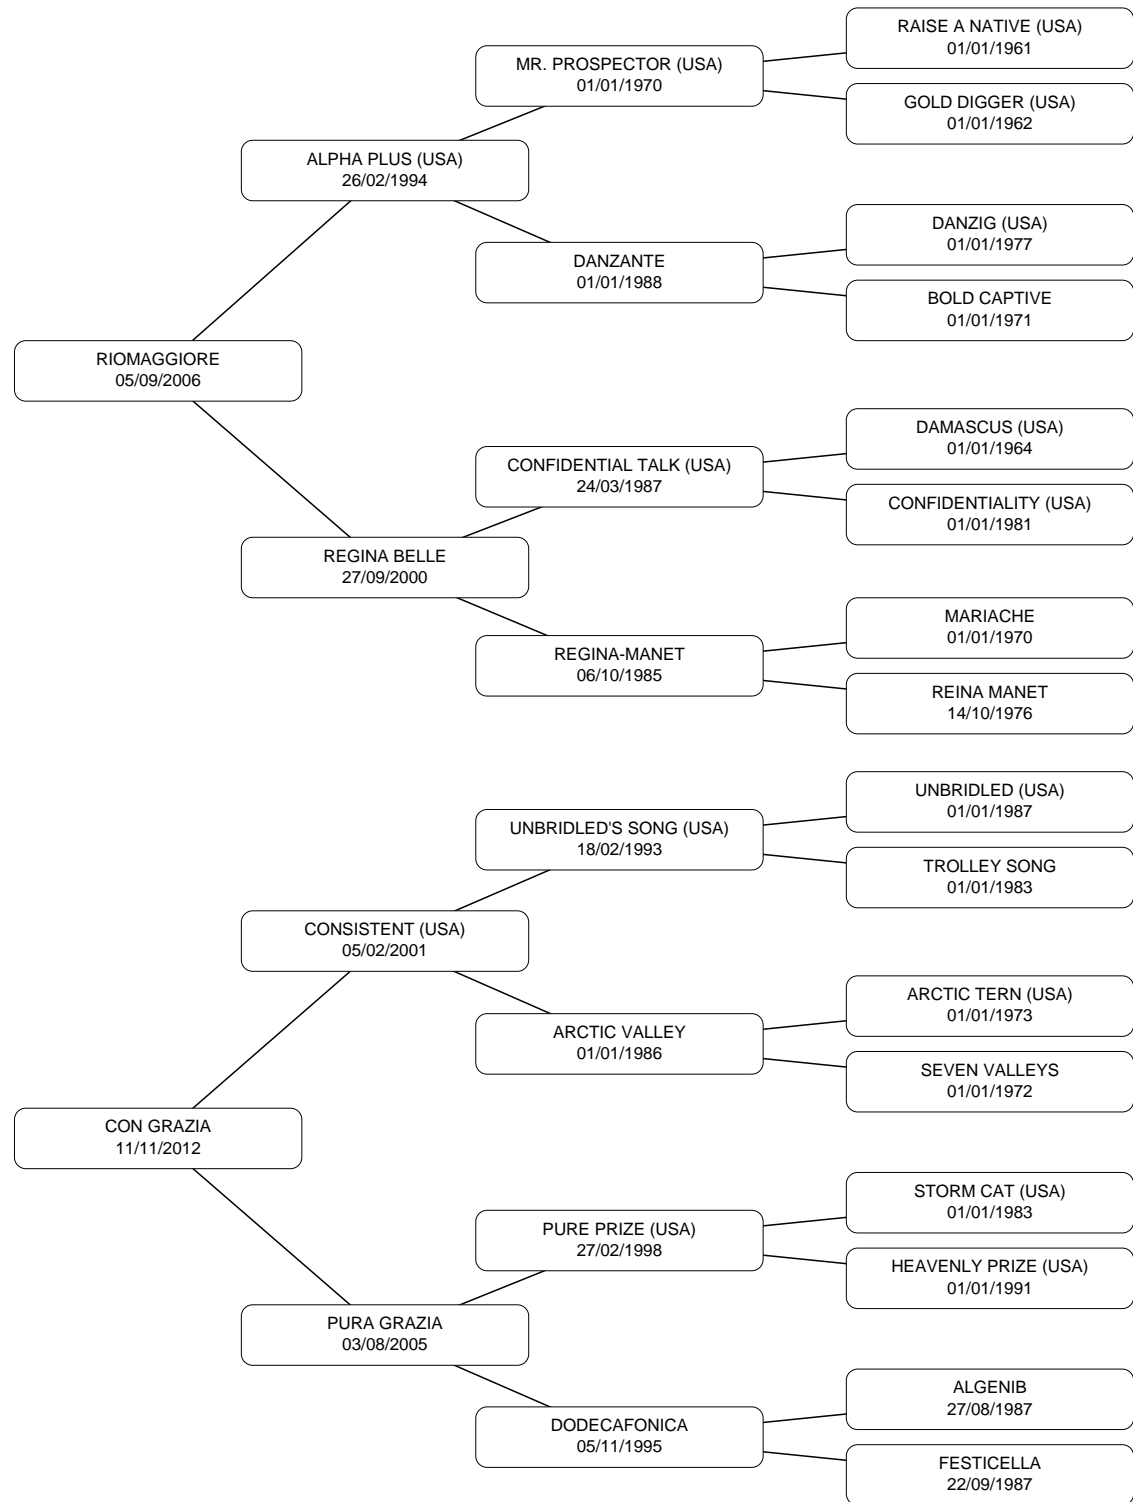 RAISE A NATIVE (USA)
01/01/1961
MR. PROSPECTOR (USA)
01/01/1970
GOLD DIGGER (USA)
01/01/1962
ALPHA PLUS (USA)
26/02/1994
DANZIG (USA)
01/01/1977
DANZANTE
01/01/1988
BOLD CAPTIVE
01/01/1971
RIOMAGGIORE
05/09/2006
DAMASCUS (USA)
01/01/1964
CONFIDENTIAL TALK (USA)
24/03/1987
CONFIDENTIALITY (USA)
01/01/1981
REGINA BELLE
27/09/2000
MARIACHE
01/01/1970
REGINA-MANET
06/10/1985
REINA MANET
14/10/1976
UNBRIDLED (USA)
01/01/1987
UNBRIDLED'S SONG (USA)
18/02/1993
TROLLEY SONG
01/01/1983
CONSISTENT (USA)
05/02/2001
ARCTIC TERN (USA)
01/01/1973
ARCTIC VALLEY
01/01/1986
SEVEN VALLEYS
01/01/1972
CON GRAZIA
11/11/2012
STORM CAT (USA)
01/01/1983
PURE PRIZE (USA)
27/02/1998
HEAVENLY PRIZE (USA)
01/01/1991
PURA GRAZIA
03/08/2005
ALGENIB
27/08/1987
DODECAFONICA
05/11/1995
FESTICELLA
22/09/1987